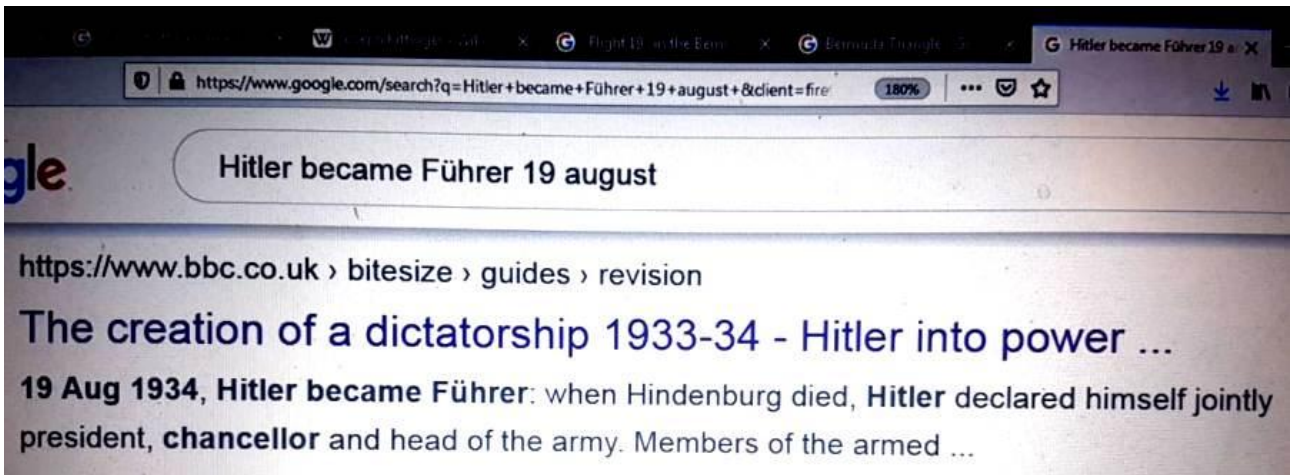 Flight 19 in the Berm
Bermuda Triangle
Hitler became Führer 19 a
https://www.google.com/search?q=Hitler+became+Führer+19+august+&client=fire
180%
gle
Hitler became Führer 19 august
https://www.bbc.co.uk › bitesize › guides › revision
The creation of a dictatorship 1933-34 - Hitler into power ...
19 Aug 1934, Hitler became Führer: when Hindenburg died, Hitler declared himself jointly
president, chancellor and head of the army. Members of the armed ...